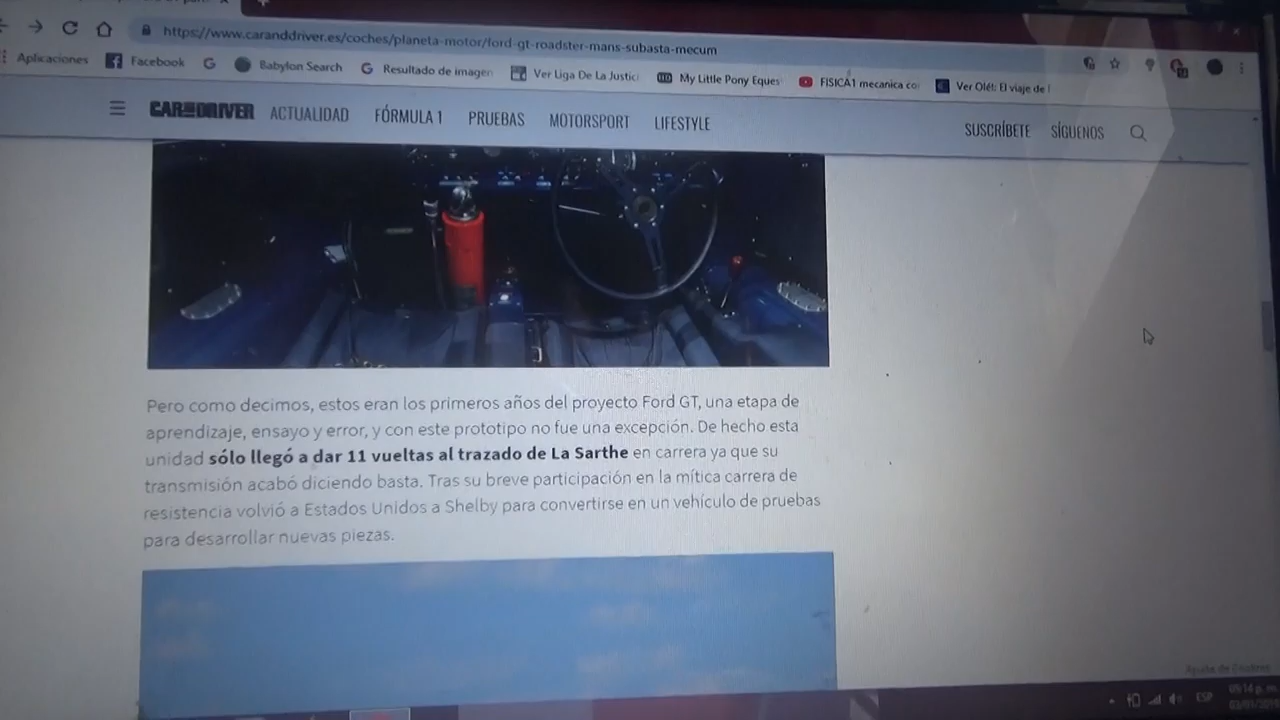 https://www.caranddriver.es/coches/planeta-motor/ford-gt-roadster-mans-subasta-mecum
Aplicaciones Facebook Babylon Search Resultado de imagen Ver Liga De La Justici My Little Pony Eques FISICA1 mecanica co Ver Olé!: El viaje de
CAR AND DRIVER ACTUALIDAD FÓRMULA 1 PRUEBAS MOTORSPORT LIFESTYLE SUSCRÍBETE SÍGUENOS
Pero como decimos, estos eran los primeros años del proyecto Ford GT, una etapa de
aprendizaje, ensayo y error, y con este prototipo no fue una excepción. De hecho esta
unidad sólo llegó a dar 11 vueltas al trazado de La Sarthe en carrera ya que su
transmisión acabó diciendo basta. Tras su breve participación en la mítica carrera de
resistencia volvió a Estados Unidos a Shelby para convertirse en un vehículo de pruebas
para desarrollar nuevas piezas.
ESP 09:14 p.m.